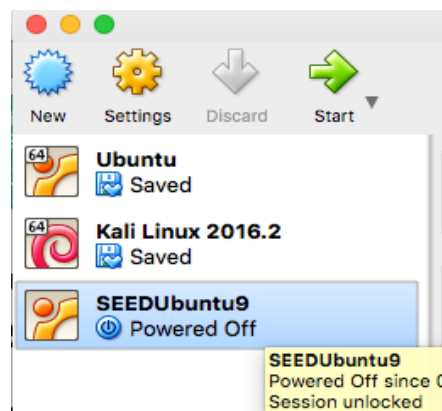 New Settings Discard Start
64
Ubuntu
Saved
64
Kali Linux 2016.2
Saved
SEEDUbuntu9
Powered Off
SEEDUbuntu9
Powered Off since
Session unlocked